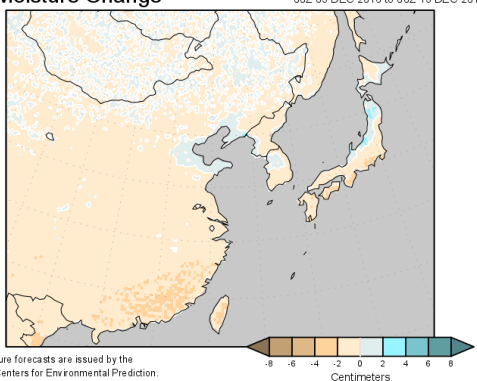 Moisture Change
ure forecasts are issued by the
Centers for Environmental Prediction.
-8 -6 -4 -2 0 2 4 6 8
Centimeters